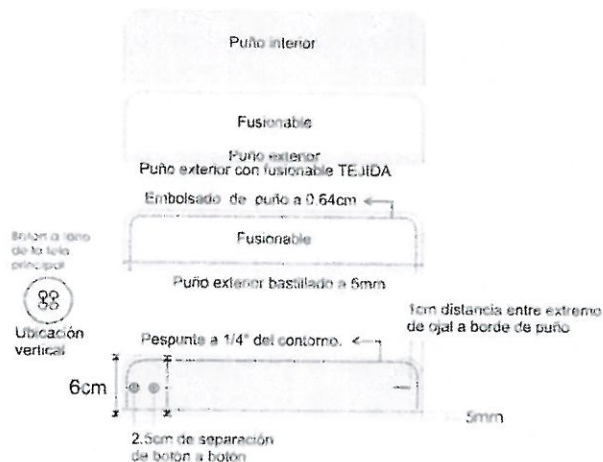 Puño interior
Fusionable
Puño exterior
Puño exterior con fusionable TEJIDA
Embolsado de puño a 0.64cm
Fusionable
Botón a tono
de la tela
principal
Puño exterior bastillado a 6mm
Ubicación
vertical
1cm distancia entre extremo
de ojal a borde de puño
Pespunte a 1/4" del contorno.
6cm
5mm
2.5cm de separación
de botón a botón